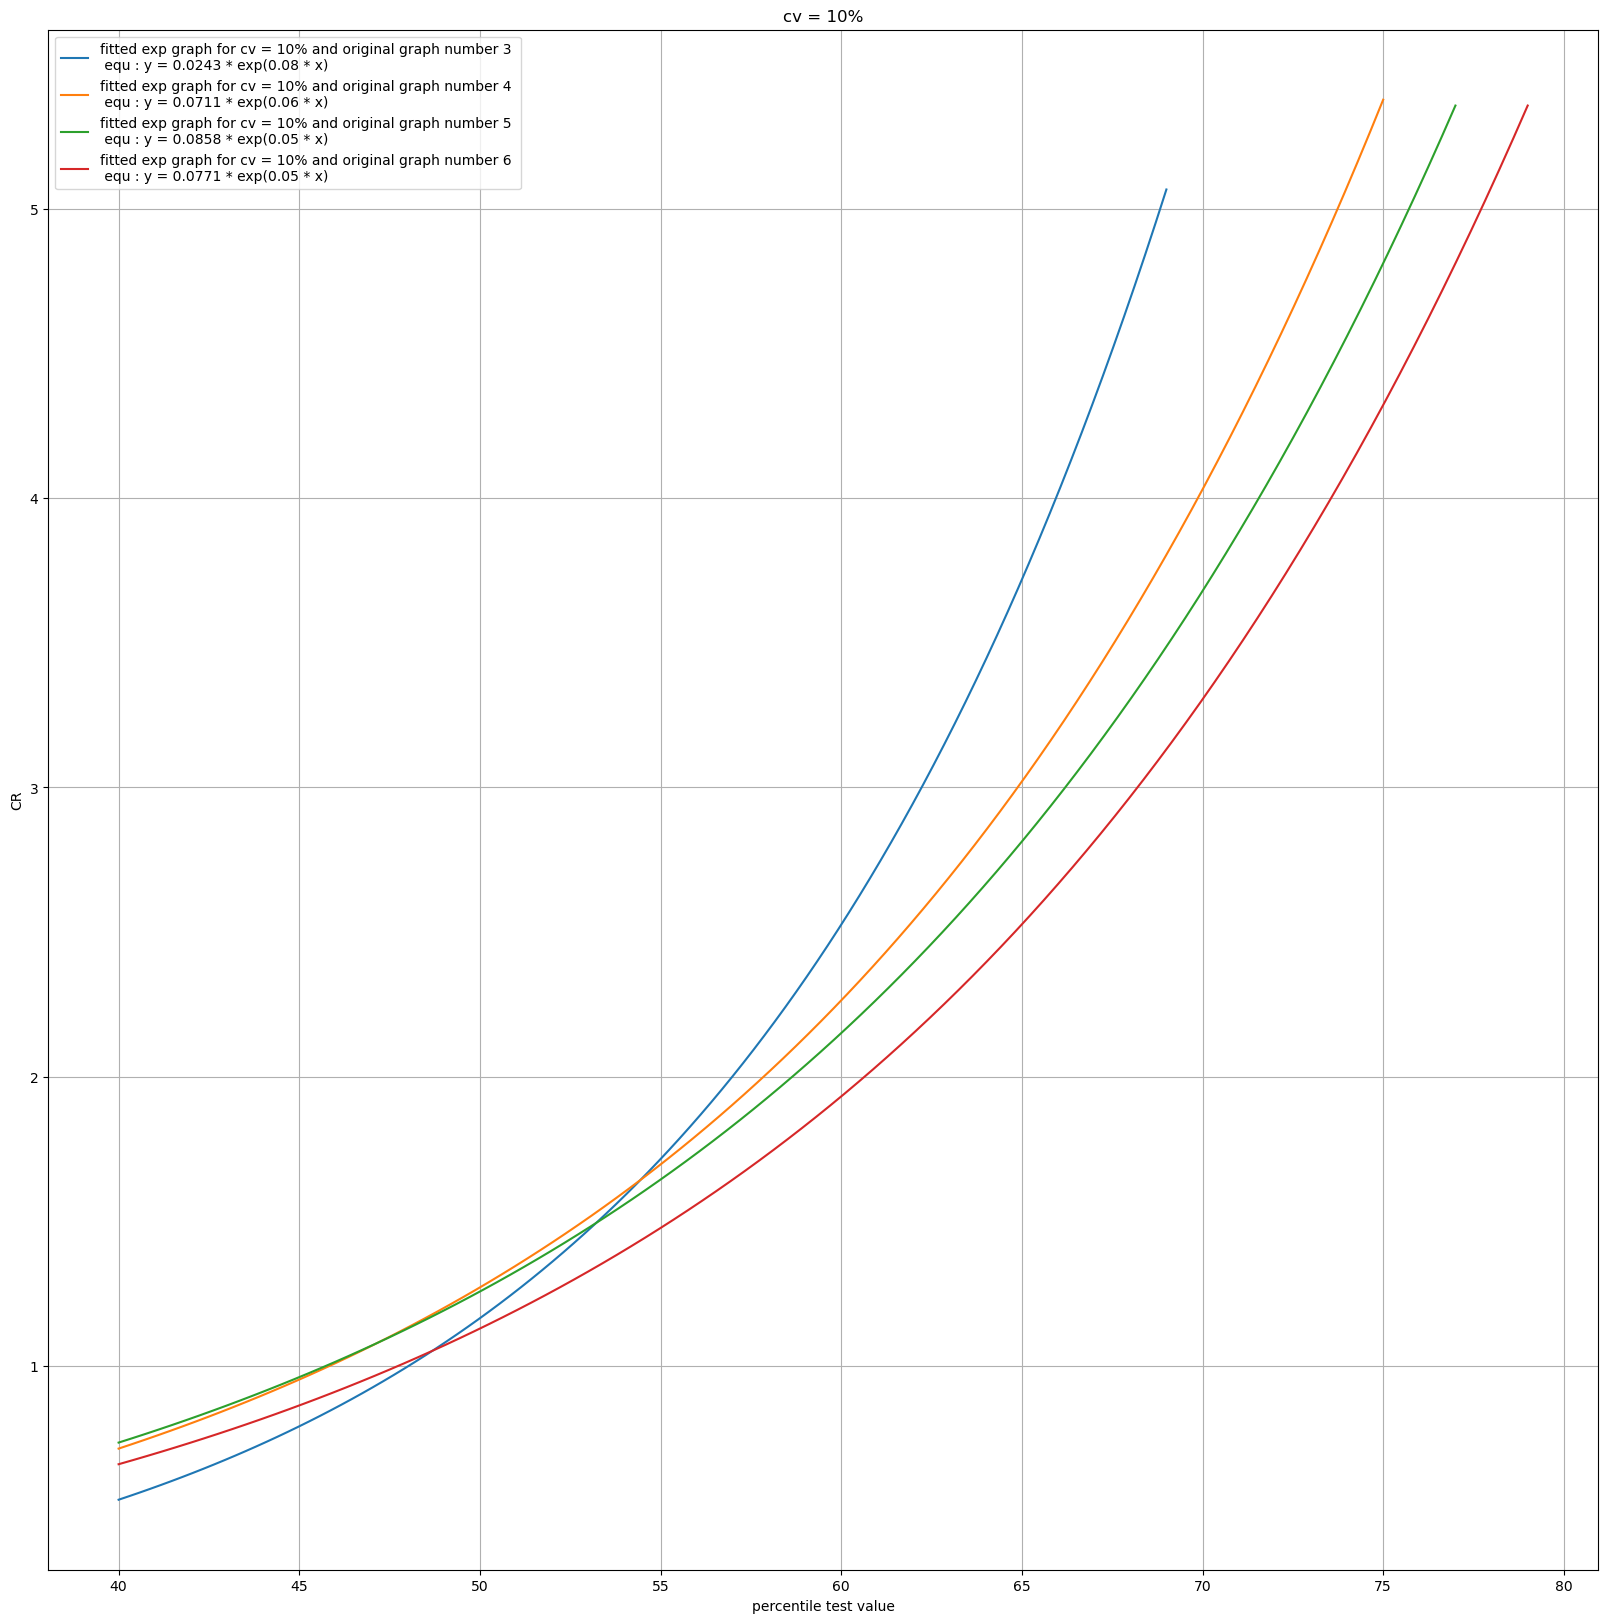 cv = 10%
fitted exp graph for cv = 10% and original graph number 3
equ : y = 0.0243 * exp(0.08 * x)
fitted exp graph for cv = 10% and original graph number 4
equ : y = 0.0711 * exp(0.06 * x)
fitted exp graph for cv = 10% and original graph number 5
equ : y = 0.0858 * exp(0.05 * x)
fitted exp graph for cv = 10% and original graph number 6
equ : y = 0.0771 * exp(0.05 * x)
5
4
3
CR
2
1
40 45 50 55 60 65 70 75 80
percentile test value